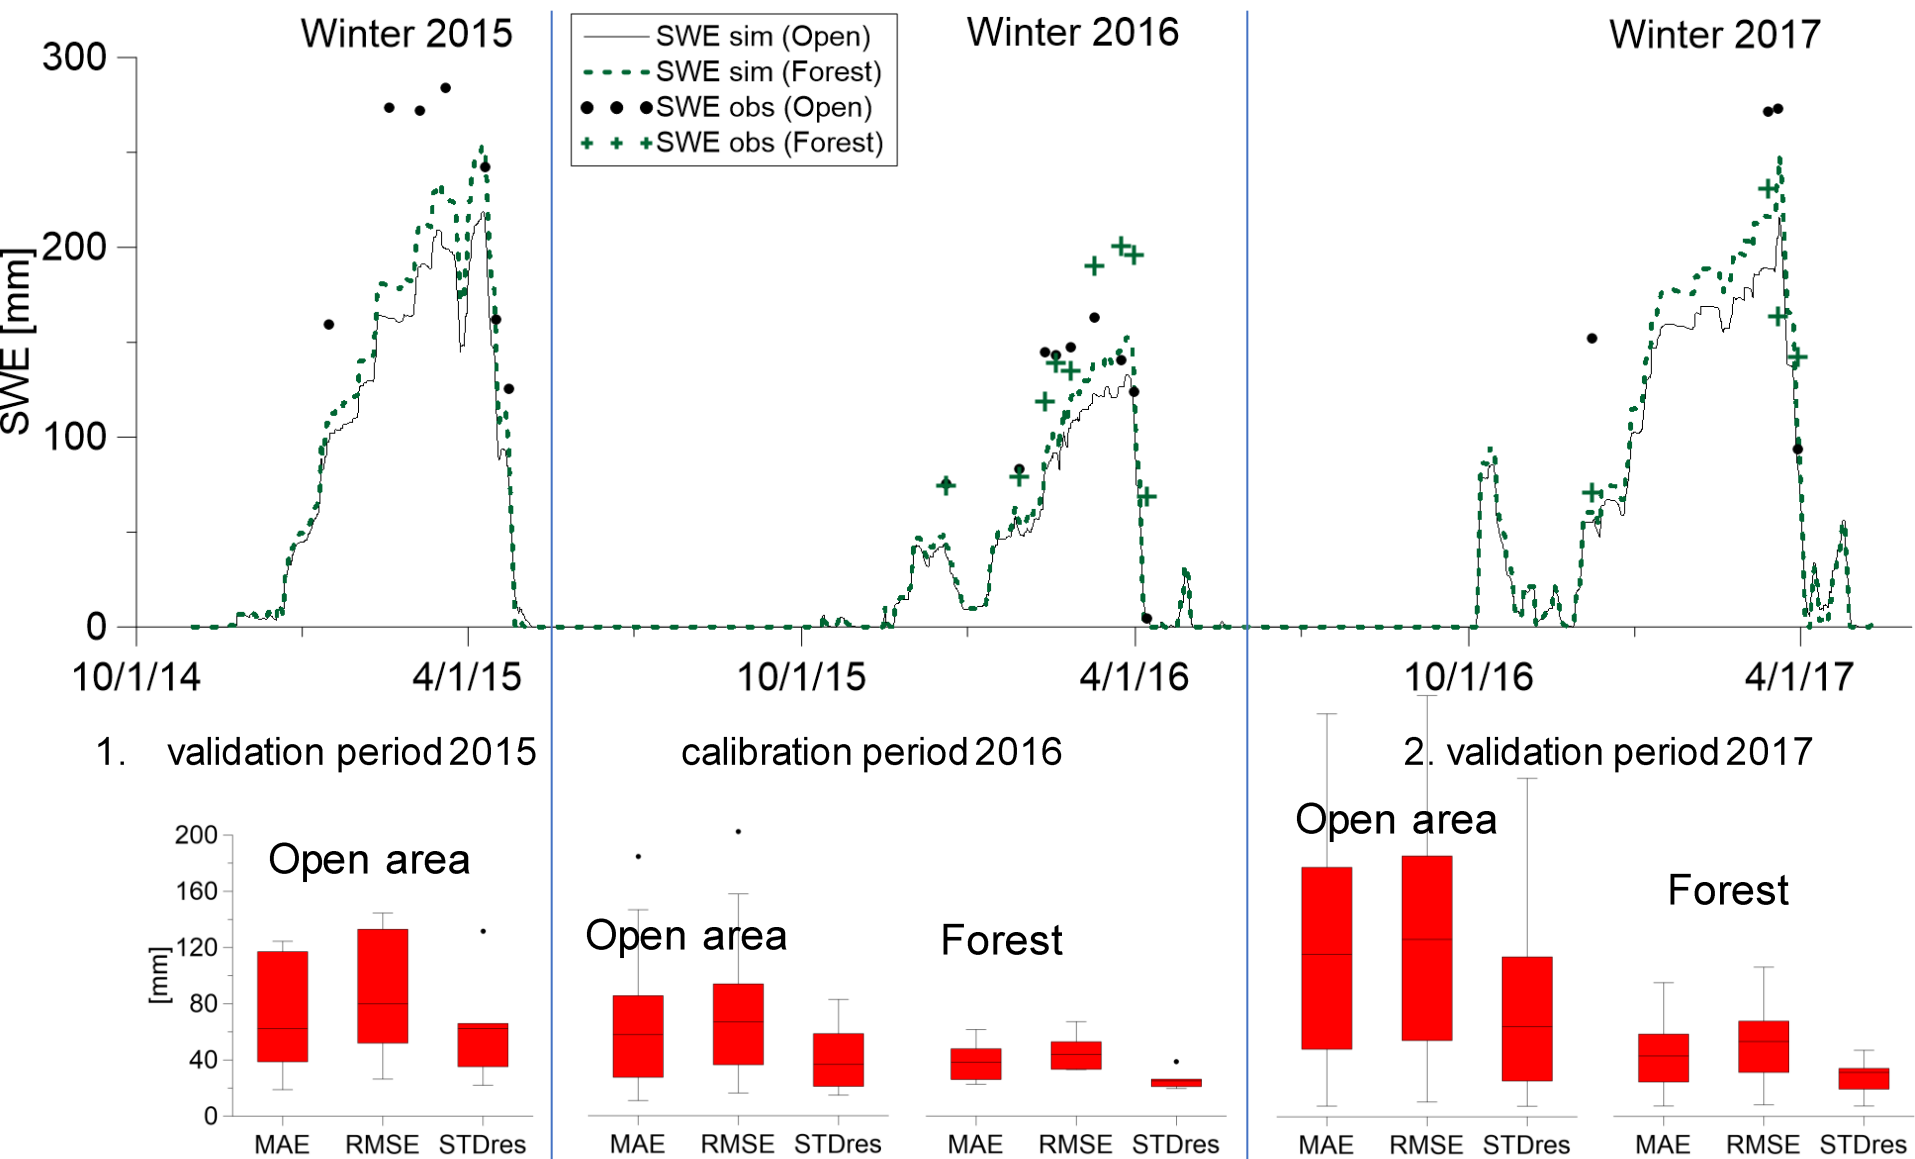 Winter 2015
Winter 2016
Winter 2017
SWE sim (Open)
SWE sim (Forest)
SWE obs (Open)
SWE obs (Forest)
SWE [mm]
300
200
100
0
10/1/14
4/1/15
10/1/15
4/1/16
10/1/16
4/1/17
1. validation period 2015
calibration period 2016
2. validation period 2017
Open area
Open area
Forest
Open area
Forest
[mm]
200
160
120
80
40
0
MAE RMSE STDres
MAE RMSE STDres
MAE RMSE STDres
MAE RMSE STDres
MAE RMSE STDres